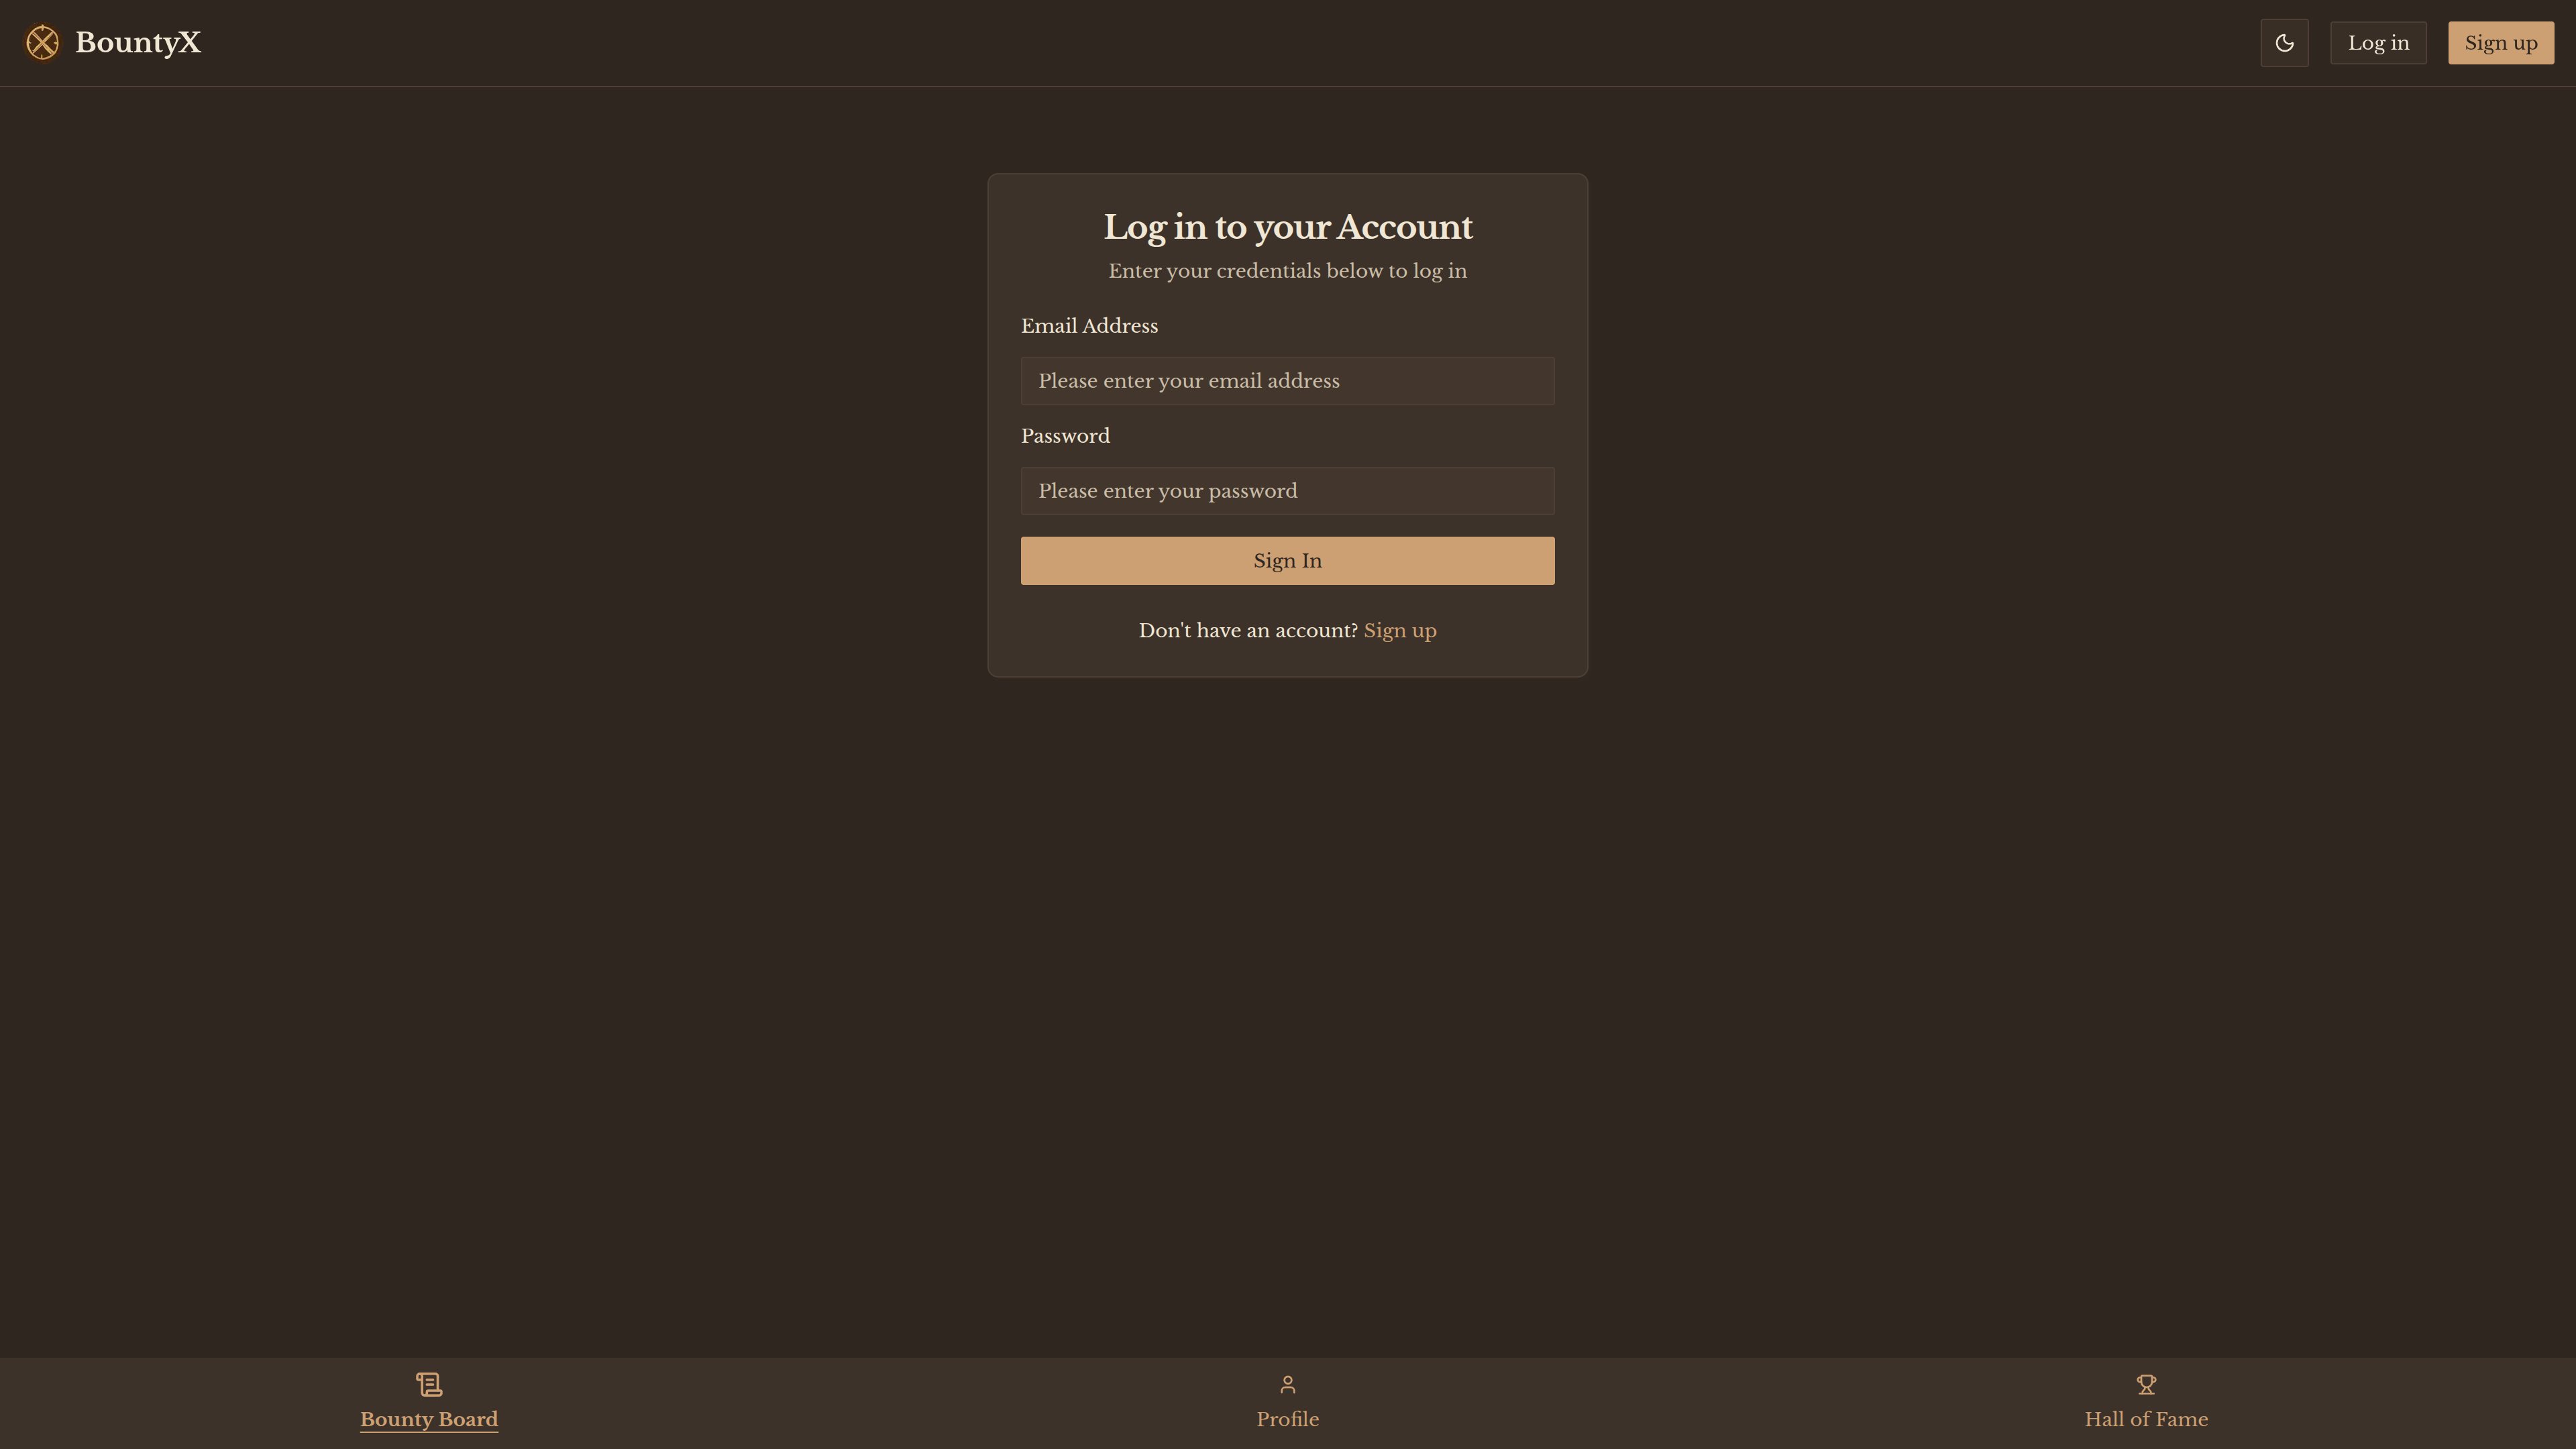 BountyX
Log in
Sign up
Log in to your Account
Enter your credentials below to log in
Email Address
Please enter your email address
Password
Please enter your password
Sign In
Don't have an account? Sign up
Bounty Board
Profile
Hall of Fame